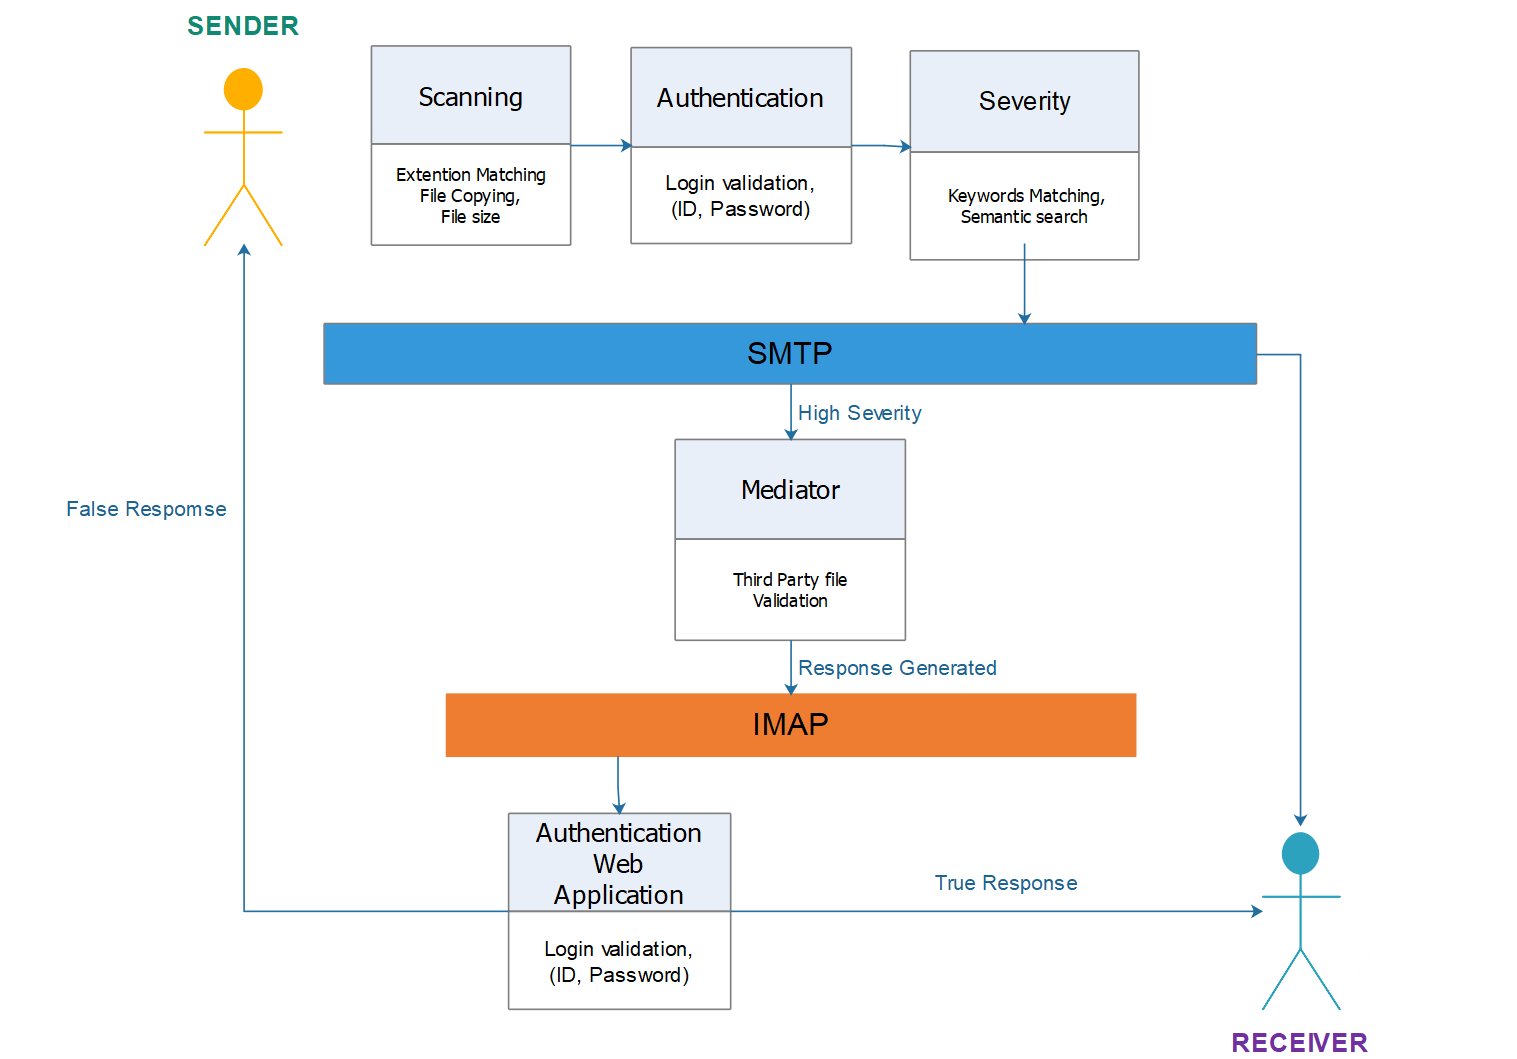 SENDER
Scanning
Extention Matching
File Copying,
File size
Authentication
Login validation,
(ID, Password)
Severity
Keywords Matching,
Semantic search
SMTP
High Severity
Mediator
Third Party file
Validation
False Respomse
Response Generated
IMAP
Authentication
Web
Application
Login validation,
(ID, Password)
True Response
RECEIVER